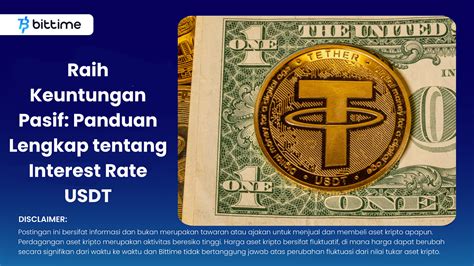 bittime
Raih
Keuntungan
Pasif: Panduan
Lengkap tentang
Interest Rate
USDT
DISCLAIMER:
Postingan ini bersifat informasi dan bukan merupakan tawaran atau ajakan untuk menjual dan membeli aset kripto apapun.
Perdagangan aset kripto merupakan aktivitas beresiko tinggi. Harga aset kripto bersifat fluktuatif, di mana harga dapat berubah
secara signifikan dari waktu ke waktu dan Bittime tidak bertanggung jawab atas perubahan fluktuasi dari nilai tukar aset kripto.
TETHER
USDT
ONE
ONE